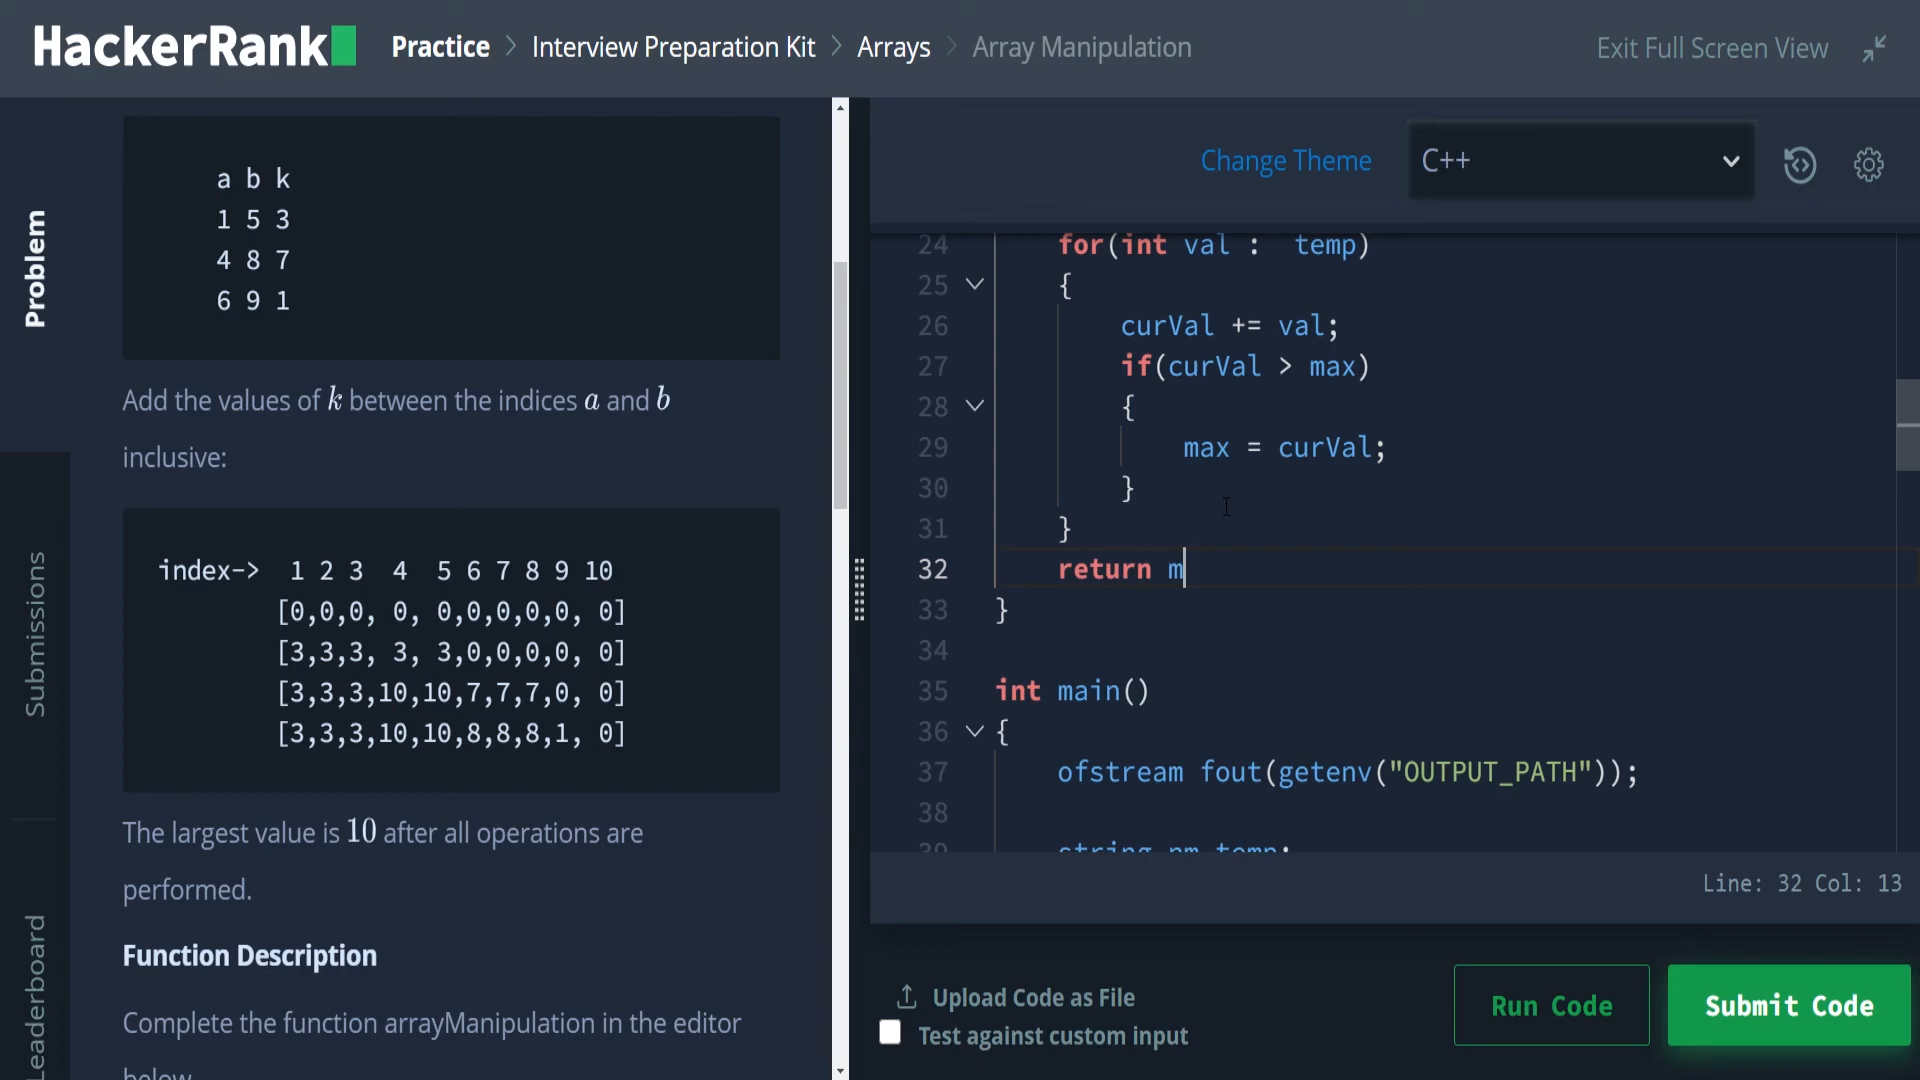 HackerRank Practice > Interview Preparation Kit > Arrays > Array Manipulation Exit Full Screen View
Problem
Submissions
Leaderboard
a b k
1 5 3
4 8 7
6 9 1
Add the values of k between the indices a and b
inclusive:
index-> 1 2 3 4 5 6 7 8 9 10
[0,0,0, 0, 0,0,0,0,0, 0]
[3,3,3, 3, 3,0,0,0,0, 0]
[3,3,3,10,10,7,7,7,0, 0]
[3,3,3,10,10,8,8,8,1, 0]
The largest value is 10 after all operations are
performed.
Function Description
Complete the function arrayManipulation in the editor
below
Change Theme C++
24 for(int val : temp)
25 {
26 curVal += val;
27 if(curVal > max)
28 {
29 max = curVal;
30 }
31 }
32 return m
33 }
34
35 int main()
36 {
37 ofstream fout(getenv("OUTPUT_PATH"));
38
39 string nm_temp;
Line: 32 Col: 13
Upload Code as File
Test against custom input
Run Code
Submit Code